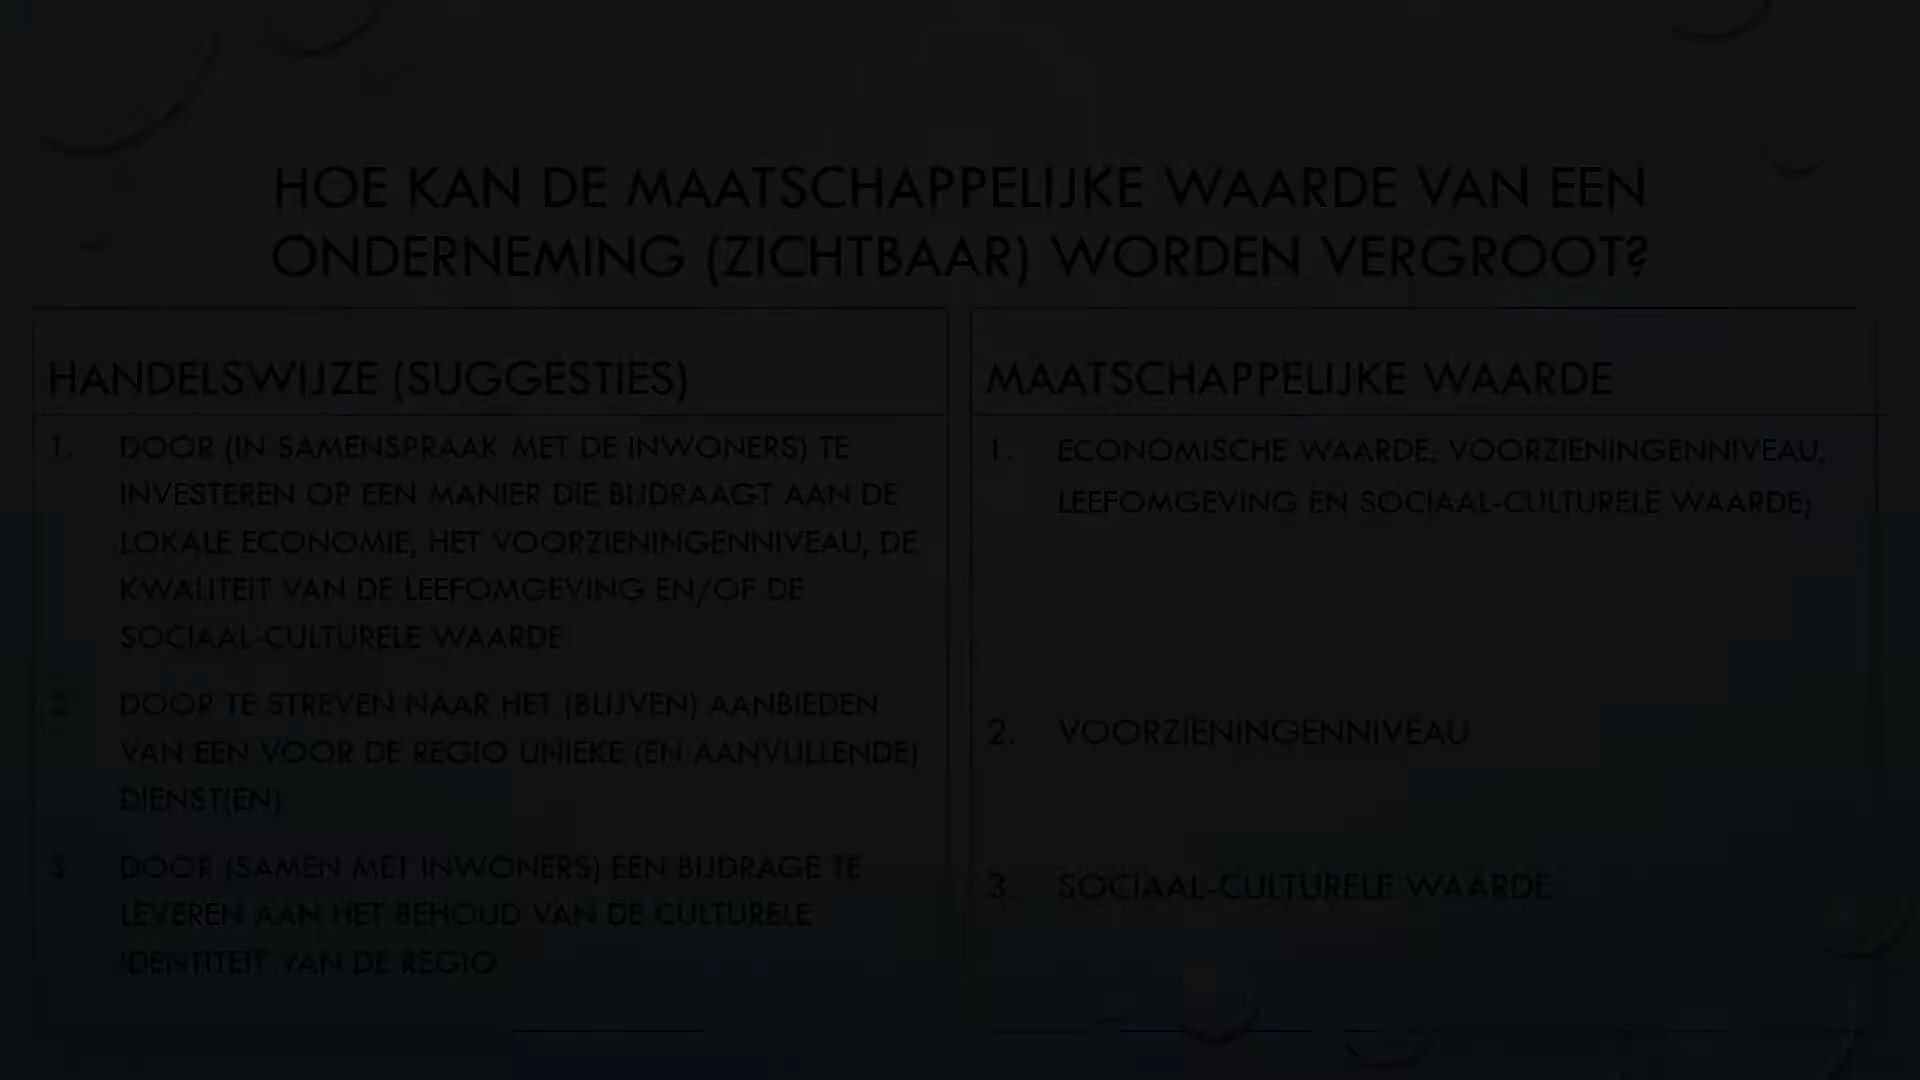 HOE KAN DE MAATSCHAPPELIJKE WAARDE VAN EEN
ONDERNEMING (ZICHTBAAR) WORDEN VERGROOT?
HANDELSWIJZE (SUGGESTIES)
1. DOOR (IN SAMENSPRAAK MET DE INWONERS) TE
INVESTEREN OP EEN MANIER DIE BIJDRAAGT AAN DE
LOKALE ECONOMIE, HET VOORZIENINGENNIVEAU, DE
KWALITEIT VAN DE LEEFOMGEVING EN/OF DE
SOCIAAL-CULTURELE WAARDE
2. DOOR TE STREVEN NAAR HET (BLIJVEN) AANBIEDEN
VAN EEN VOOR DE REGIO UNIEKE (EN AANVULLENDE)
DIENST(EN)
3. DOOR (SAMEN MET INWONERS) EEN BIJDRAGE TE
LEVEREN AAN HET BEHOUD VAN DE CULTURELE
IDENTITEIT VAN DE REGIO
MAATSCHAPPELIJKE WAARDE
1. ECONOMISCHE WAARDE, VOORZIENINGENNIVEAU,
LEEFOMGEVING EN SOCIAAL-CULTURELE WAARDE;
2. VOORZIENINGENNIVEAU
3. SOCIAAL-CULTURELE WAARDE